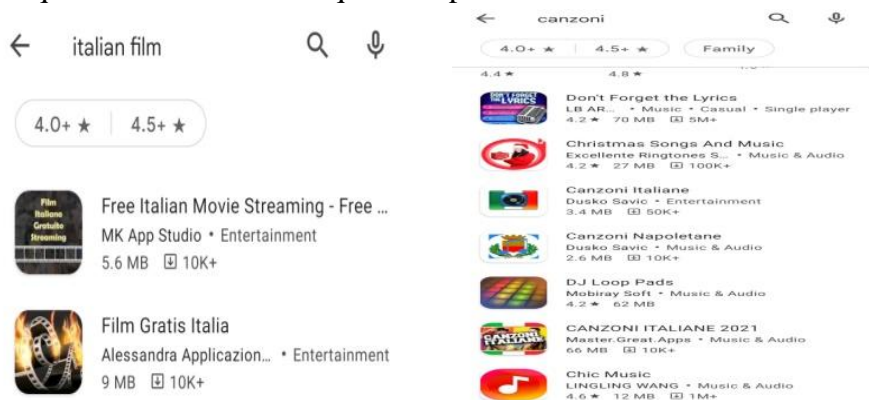 italian film
4.0+ ★ 4.5+ ★
Film
Italiano
Gratuito
Streaming
Free Italian Movie Streaming - Free ...
MK App Studio • Entertainment
5.6 MB 10K+
Film Gratis Italia
Alessandra Applicazion... • Entertainment
9 MB 10K+
canzoni
4.0+ ★ 4.5+ ★ Family
4.4 ★ 4.8 ★
DON'T FORGET
THE LYRICS
Don't Forget the Lyrics
LB AR... • Music • Casual • Single player
4.2 ★ 70 MB 5M+
Christmas Songs And Music
Excellente Ringtones S... • Music & Audio
4.2 ★ 27 MB 100K+
Canzoni Italiane
Dusko Savic • Entertainment
3.4 MB 50K+
Canzoni Napoletane
Dusko Savic • Music & Audio
2.6 MB 10K+
DJ Loop Pads
Mobiray Soft • Music & Audio
4.2 ★ 62 MB
CANZONI
ITALIANE
CANZONI ITALIANE 2021
Master.Great.Apps • Music & Audio
66 MB 10K+
Chic Music
LINGLING WANG • Music & Audio
4.6 ★ 12 MB 1M+